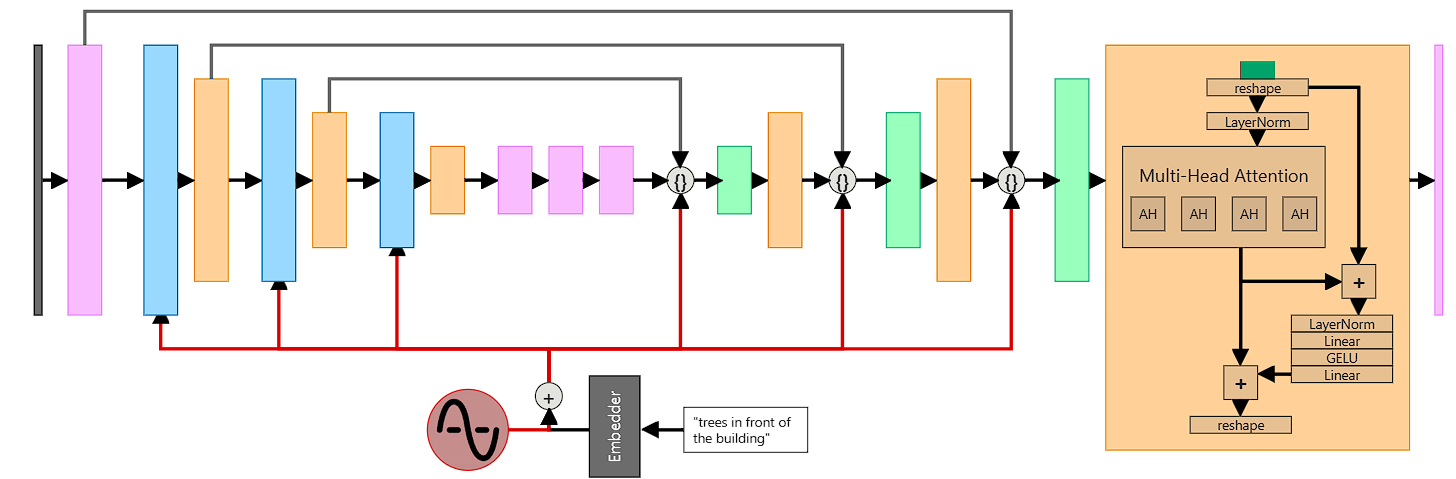 {}
{}
{}
+
Embedder
"trees in front of
the building"
reshape
LayerNorm
Multi-Head Attention
AH AH AH AH
+
LayerNorm
Linear
GELU
Linear
+
reshape